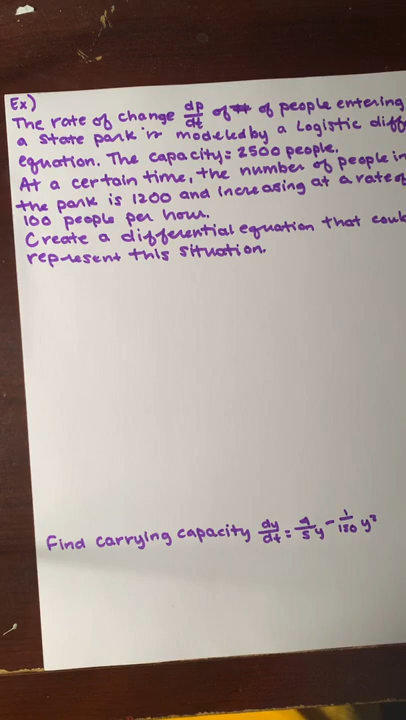 Ex)
The rate of change dp/dt of # of people entering
a State park is modeled by a Logistic diff
equation. The capacity = 2500 people.
At a certain time, the number of people in
the park is 1200 and increasing at a rate of
100 people per hour.
Create a differential equation that coul
represent this situation.
Find carrying capacity dy/dt = 4/5 y - 1/150 y²